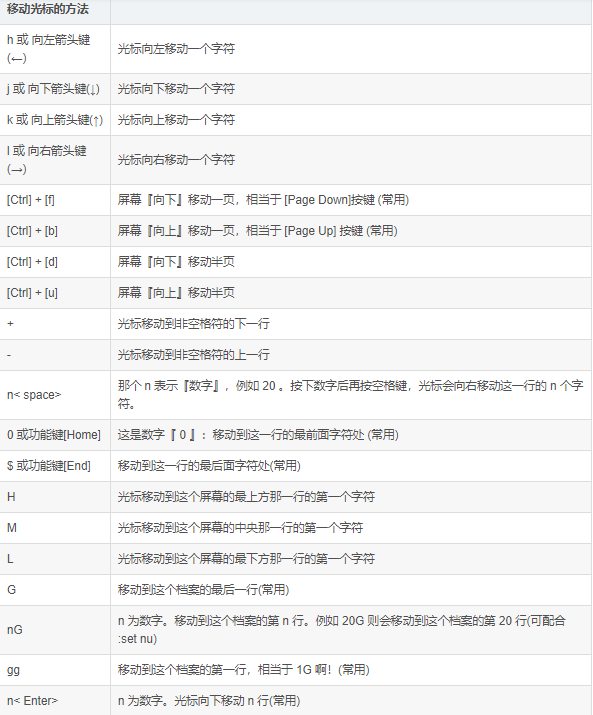 移动光标的方法
h 或 向左箭头键
(←)
光标向左移动一个字符
j 或 向下箭头键(↓)
光标向下移动一个字符
k 或 向上箭头键(↑)
光标向上移动一个字符
l 或 向右箭头键
(→)
光标向右移动一个字符
[Ctrl] + [f]
屏幕『向下』移动一页，相当于 [Page Down]按键 (常用)
[Ctrl] + [b]
屏幕『向上』移动一页，相当于 [Page Up] 按键 (常用)
[Ctrl] + [d]
屏幕『向下』移动半页
[Ctrl] + [u]
屏幕『向上』移动半页
+
光标移动到非空格符的下一行
-
光标移动到非空格符的上一行
n< space>
那个 n 表示『数字』，例如 20 。按下数字后再按空格键，光标会向右移动这一行的 n 个字
符。
0 或功能键[Home]
这是数字『 0 』：移动到这一行的最前面字符处 (常用)
$ 或功能键[End]
移动到这一行的最后面字符处(常用)
H
光标移动到这个屏幕的最上方那一行的第一个字符
M
光标移动到这个屏幕的中央那一行的第一个字符
L
光标移动到这个屏幕的最下方那一行的第一个字符
G
移动到这个档案的最后一行(常用)
nG
n 为数字。移动到这个档案的第 n 行。例如 20G 则会移动到这个档案的第 20 行(可配合
:set nu)
gg
移动到这个档案的第一行，相当于 1G 啊！(常用)
n< Enter>
n 为数字。光标向下移动 n 行(常用)